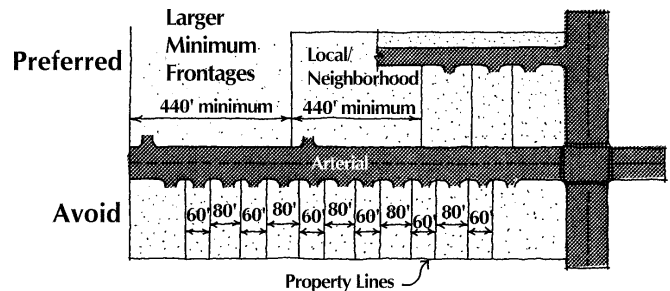 Larger
Minimum
Frontages
Preferred
Local/
Neighborhood
440' minimum
440' minimum
Arterial
Avoid
60' 80' 60' 80' 60' 80' 60' 80' 60' 80' 60'
Property Lines